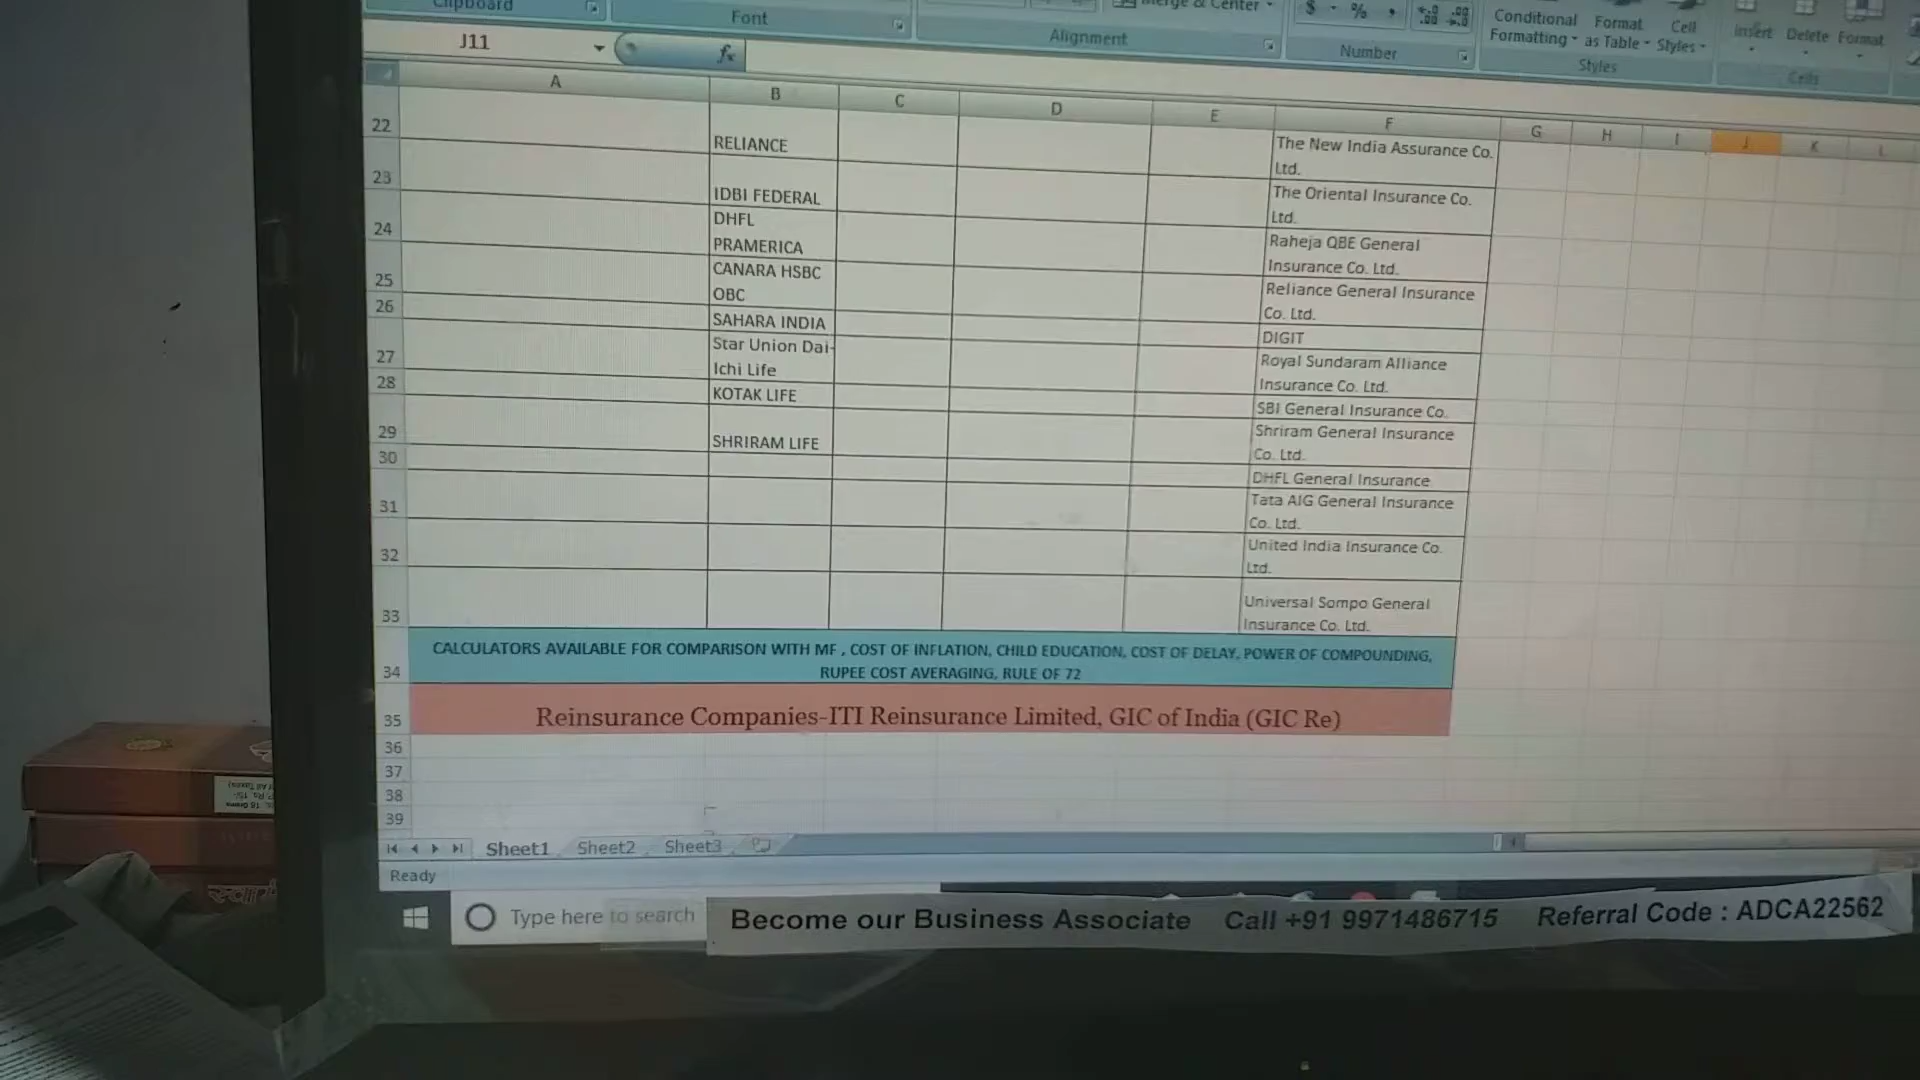 Clipboard
Font
Merge & Center
Alignment
$ % ,
Number
Conditional Formatting
Format as Table
Cell Styles
Styles
Insert
Delete
Format
Cells
J11
fx
A B C D E F G H I J K L
22 RELIANCE The New India Assurance Co.
Ltd.
23 IDBI FEDERAL The Oriental Insurance Co.
Ltd.
24 DHFL
PRAMERICA Raheja QBE General
Insurance Co. Ltd.
25 CANARA HSBC
OBC Reliance General Insurance
Co. Ltd.
26 SAHARA INDIA DIGIT
27 Star Union Dai-
Ichi Life Royal Sundaram Alliance
Insurance Co. Ltd.
28 KOTAK LIFE SBI General Insurance Co.
29 SHRIRAM LIFE Shriram General Insurance
Co. Ltd.
30 DHFL General Insurance
31 Tata AIG General Insurance
Co. Ltd.
32 United India Insurance Co.
Ltd.
33 Universal Sompo General
Insurance Co. Ltd.
34 CALCULATORS AVAILABLE FOR COMPARISON WITH MF , COST OF INFLATION, CHILD EDUCATION, COST OF DELAY, POWER OF COMPOUNDING,
RUPEE COST AVERAGING, RULE OF 72
35 Reinsurance Companies-ITI Reinsurance Limited, GIC of India (GIC Re)
36
37
38
39
Sheet1 Sheet2 Sheet3
Ready
Type here to search
Become our Business Associate Call +91 9971486715 Referral Code : ADCA22562